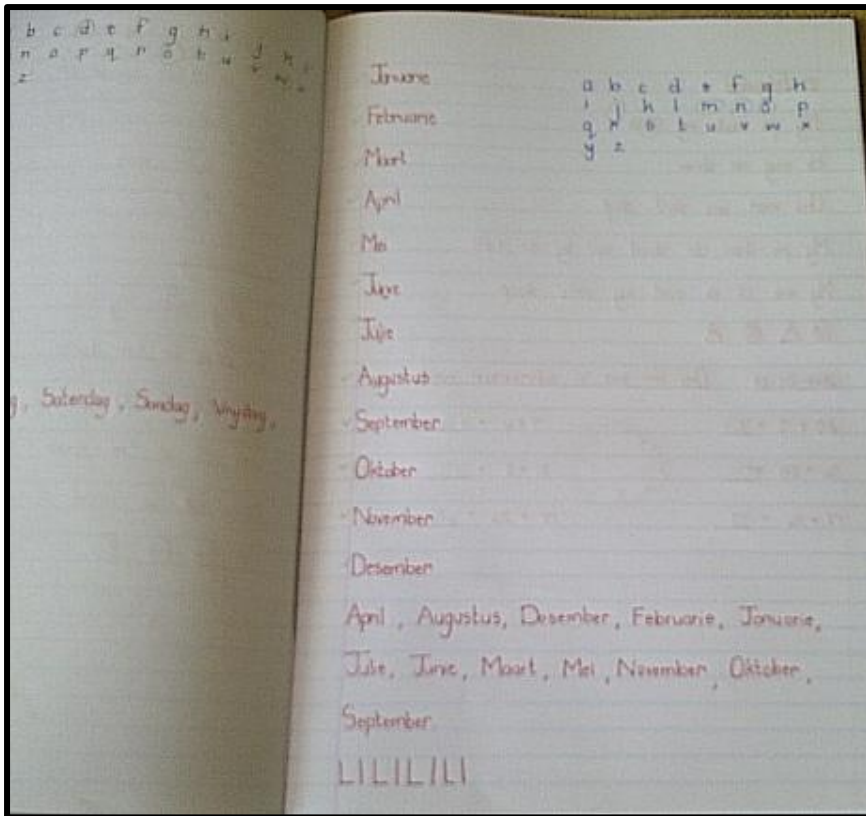 b c d e f g h i
n o p q r s t u v w x
z
g, Saterdag, Sondag, Vrydag,
Januarie
Februarie
Maart
April
Mei
Junie
Julie
Augustus
September
Oktober
November
Desember
a b c d e f g h
i j k l m n o p
q r s t u v w x
y z
April, Augustus, Desember, Februarie, Januarie,
Julie, Junie, Maart, Mei, November, Oktober,
September